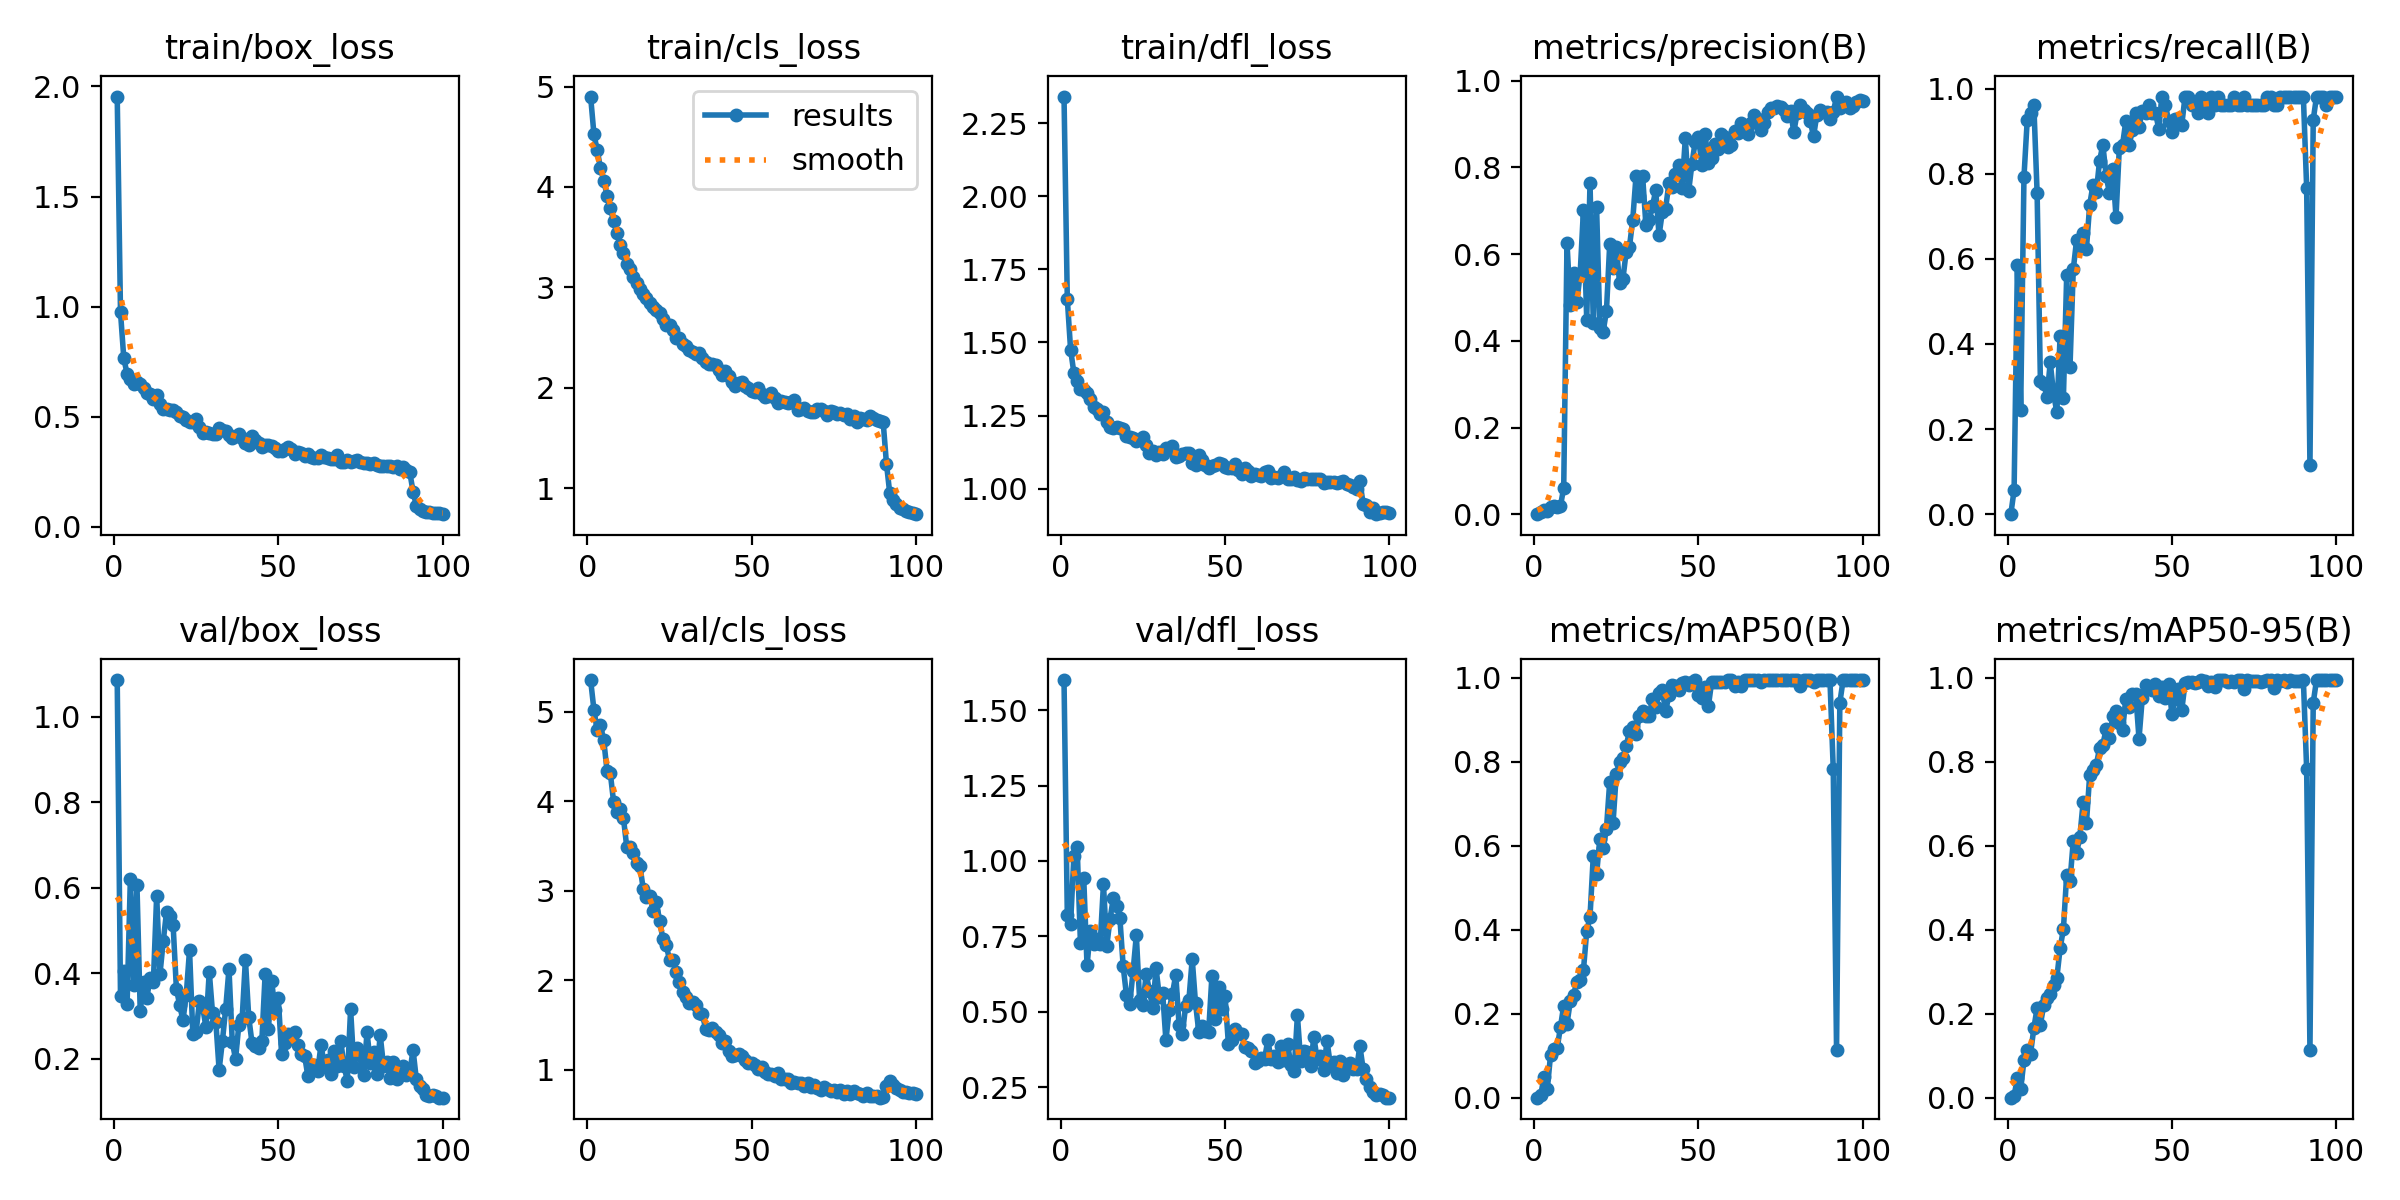 train/box_loss
2.0
1.5
1.0
0.5
0.0
0 50 100
train/cls_loss
5
4
3
2
1
0 50 100
results
smooth
train/dfl_loss
2.25
2.00
1.75
1.50
1.25
1.00
0 50 100
metrics/precision(B)
1.0
0.8
0.6
0.4
0.2
0.0
0 50 100
metrics/recall(B)
1.0
0.8
0.6
0.4
0.2
0.0
0 50 100
val/box_loss
1.0
0.8
0.6
0.4
0.2
0 50 100
val/cls_loss
5
4
3
2
1
0 50 100
val/dfl_loss
1.50
1.25
1.00
0.75
0.50
0.25
0 50 100
metrics/mAP50(B)
1.0
0.8
0.6
0.4
0.2
0.0
0 50 100
metrics/mAP50-95(B)
1.0
0.8
0.6
0.4
0.2
0.0
0 50 100